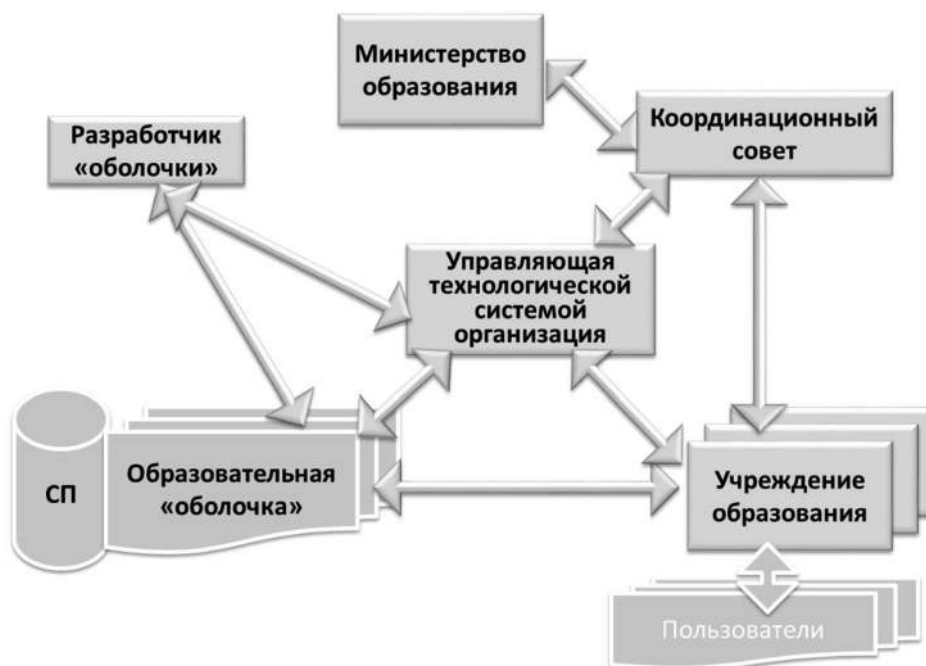 Министерство
образования
Координационный
совет
Разработчик
«оболочки»
Управляющая
технологической
системой
организация
СП
Образовательная
«оболочка»
Учреждение
образования
Пользователи